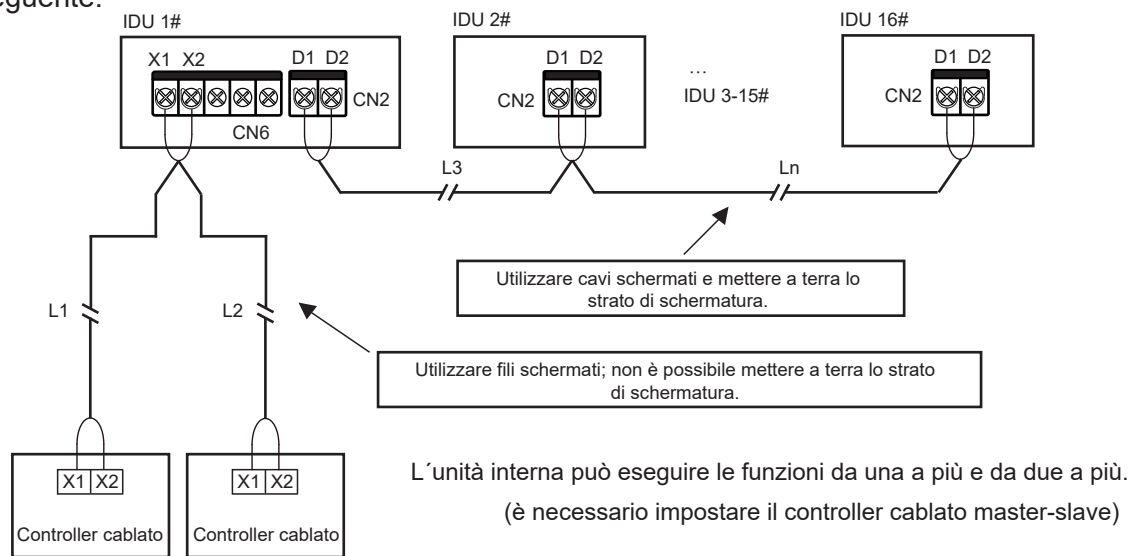 eguente:
IDU 1#
IDU 2#
IDU 16#
X1 X2
D1 D2
CN2
CN6
D1 D2
CN2
…
IDU 3-15#
D1 D2
CN2
L3
Ln
Utilizzare cavi schermati e mettere a terra lo
strato di schermatura.
L1
L2
Utilizzare fili schermati; non è possibile mettere a terra lo strato
di schermatura.
X1 X2
Controller cablato
X1 X2
Controller cablato
L´unità interna può eseguire le funzioni da una a più e da due a più.
(è necessario impostare il controller cablato master-slave)